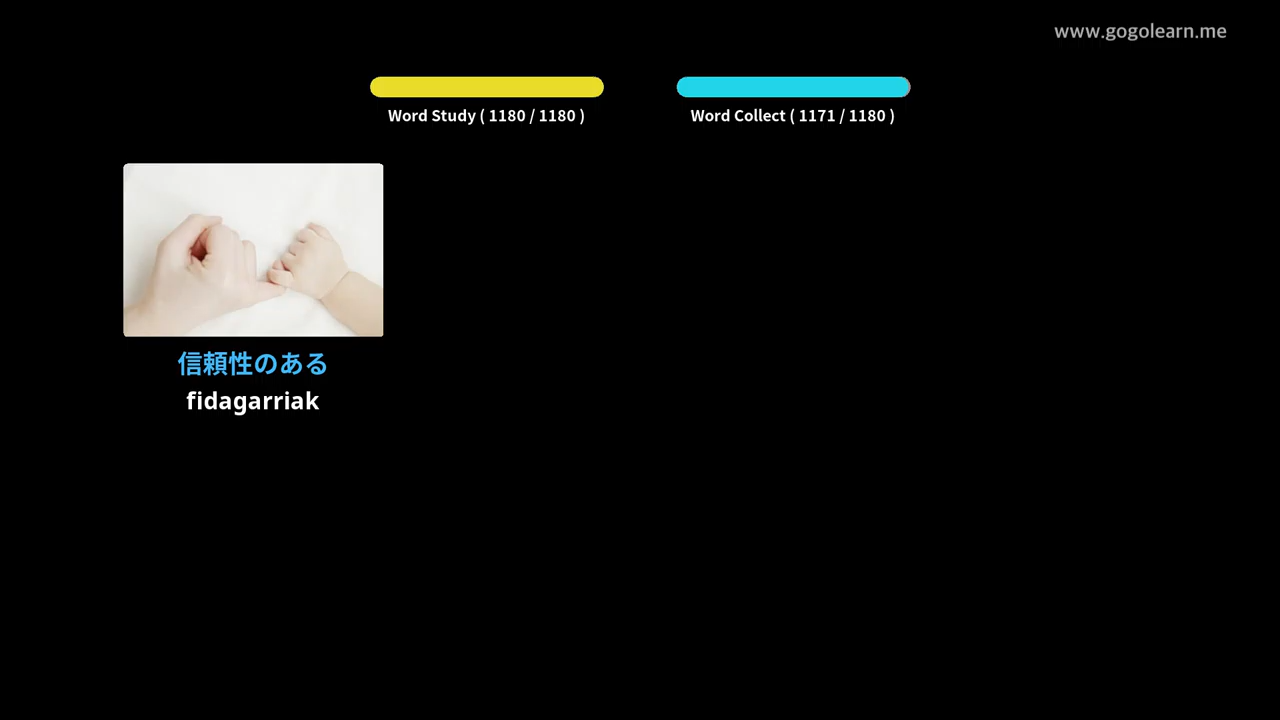 www.gogolearn.me
Word Study ( 1180 / 1180 )
Word Collect ( 1171 / 1180 )
信頼性のある
fidagarriak